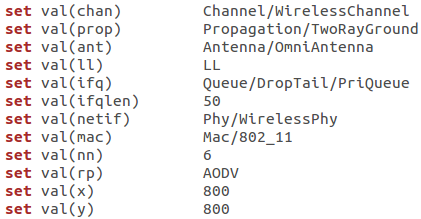 set val(chan) Channel/WirelessChannel
set val(prop) Propagation/TwoRayGround
set val(ant) Antenna/OmniAntenna
set val(ll) LL
set val(ifq) Queue/DropTail/PriQueue
set val(ifqlen) 50
set val(netif) Phy/WirelessPhy
set val(mac) Mac/802_11
set val(nn) 6
set val(rp) AODV
set val(x) 800
set val(y) 800